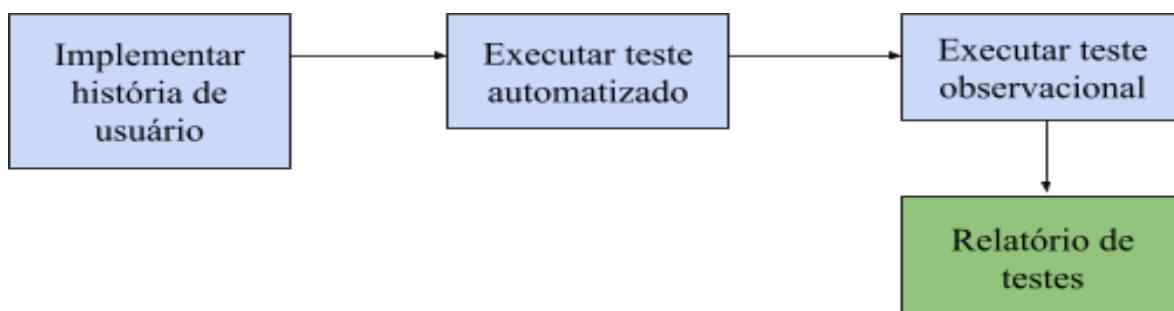 Implementar
história de
usuário
Executar teste
automatizado
Executar teste
observacional
Relatório de
testes